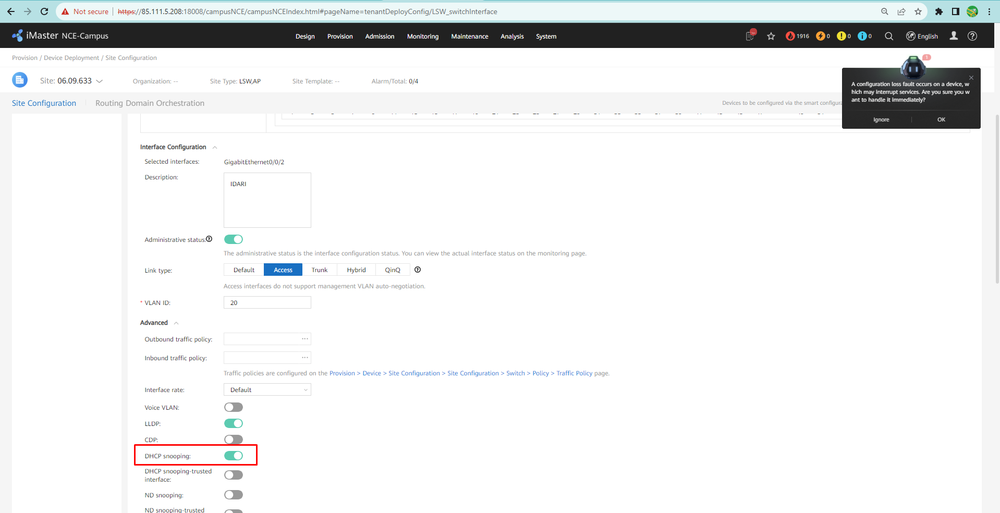 Not secure
https://85.111.5.208:18008/campusNCE/campusNCEIndex.html#pageName=tenantDeployConfig/LSW_switchInterface
iMaster NCE-Campus
Design
Provision
Admission
Monitoring
Maintenance
Analysis
System
1916
0
0
0
English
Provision / Device Deployment / Site Configuration
1
Site: 06.09.633
Organization: --
Site Type: LSW,AP
Site Template: --
Alarm/Total: 0/4
A configuration loss fault occurs on a device, w
hich may interrupt services. Are you sure you w
ant to handle it immediately?
Ignore
OK
Site Configuration
Routing Domain Orchestration
Devices to be configured via the smart configura
Interface Configuration
Selected interfaces:
GigabitEthernet0/0/2
Description:
IDARI
Administrative status:
The administrative status is the interface configuration status. You can view the actual interface status on the monitoring page.
Link type:
Default
Access
Trunk
Hybrid
QinQ
Access interfaces do not support management VLAN auto-negotiation.
* VLAN ID:
20
Advanced
Outbound traffic policy:
...
Inbound traffic policy:
...
Traffic policies are configured on the Provision > Device > Site Configuration > Site Configuration > Switch > Policy > Traffic Policy page.
Interface rate:
Default
Voice VLAN:
LLDP:
CDP:
DHCP snooping:
DHCP snooping-trusted
interface:
ND snooping:
ND snooping-trusted